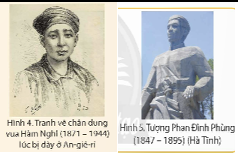 Hình 4. Tranh vẽ chân dung
vua Hàm Nghi (1871 – 1944)
lúc bị đày ở An-giê-ri
Hình 5. Tượng Phan Đình Phùng
(1847 – 1895) (Hà Tĩnh)